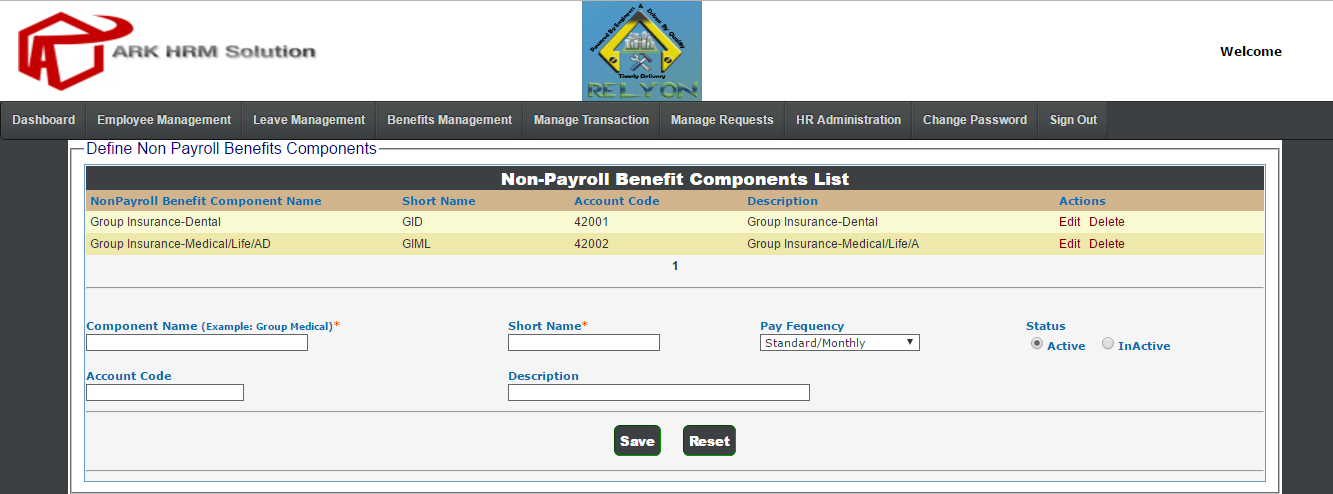 ARK HRM Solution
Powered By Engineers & Driven By Quality
Timely Delivery
RELYON
Welcome
Dashboard Employee Management Leave Management Benefits Management Manage Transaction Manage Requests HR Administration Change Password Sign Out
Define Non Payroll Benefits Components
Non-Payroll Benefit Components List
NonPayroll Benefit Component Name Short Name Account Code Description Actions
Group Insurance-Dental GID 42001 Group Insurance-Dental Edit Delete
Group Insurance-Medical/Life/AD GIML 42002 Group Insurance-Medical/Life/A Edit Delete
1
Component Name (Example: Group Medical)* Short Name* Pay Fequency Status
Standard/Monthly Active InActive
Account Code Description
Save Reset